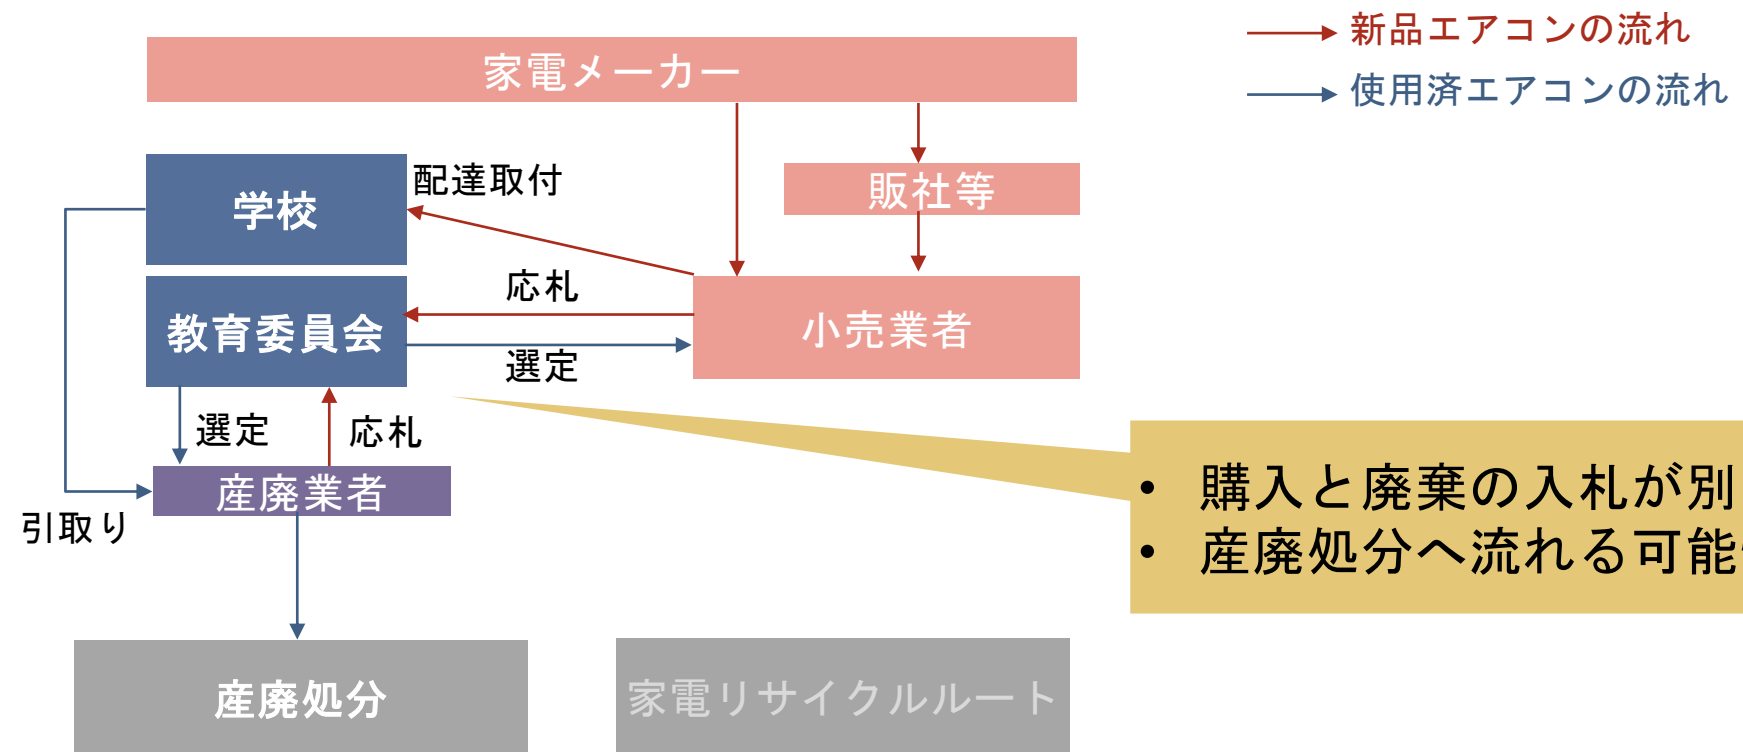 新品エアコンの流れ
使用済エアコンの流れ
家電メーカー
販社等
学校
配達取付
教育委員会
応札
選定
小売業者
選定
応札
産廃業者
引取り
• 購入と廃棄の入札が別
• 産廃処分へ流れる可能
産廃処分
家電リサイクルルート